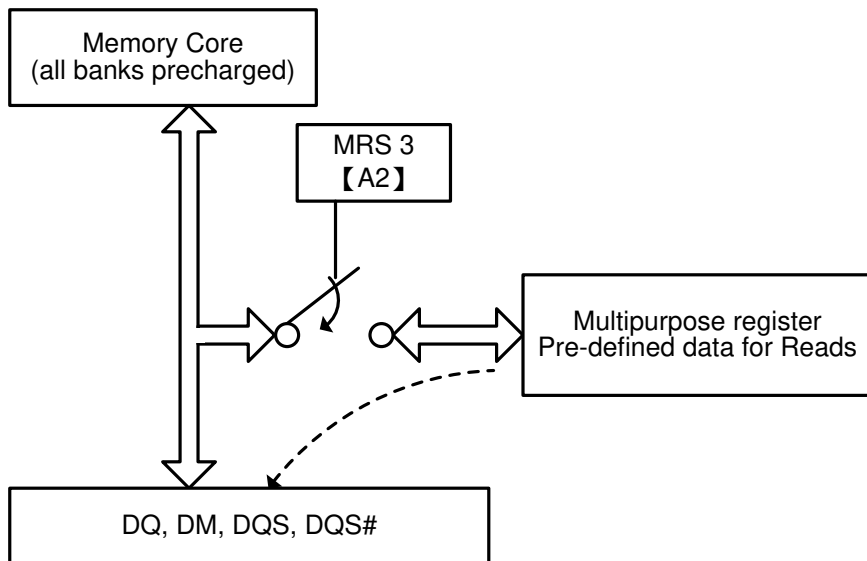 Memory Core
(all banks precharged)
MRS 3
【A2】
Multipurpose register
Pre-defined data for Reads
DQ, DM, DQS, DQS#